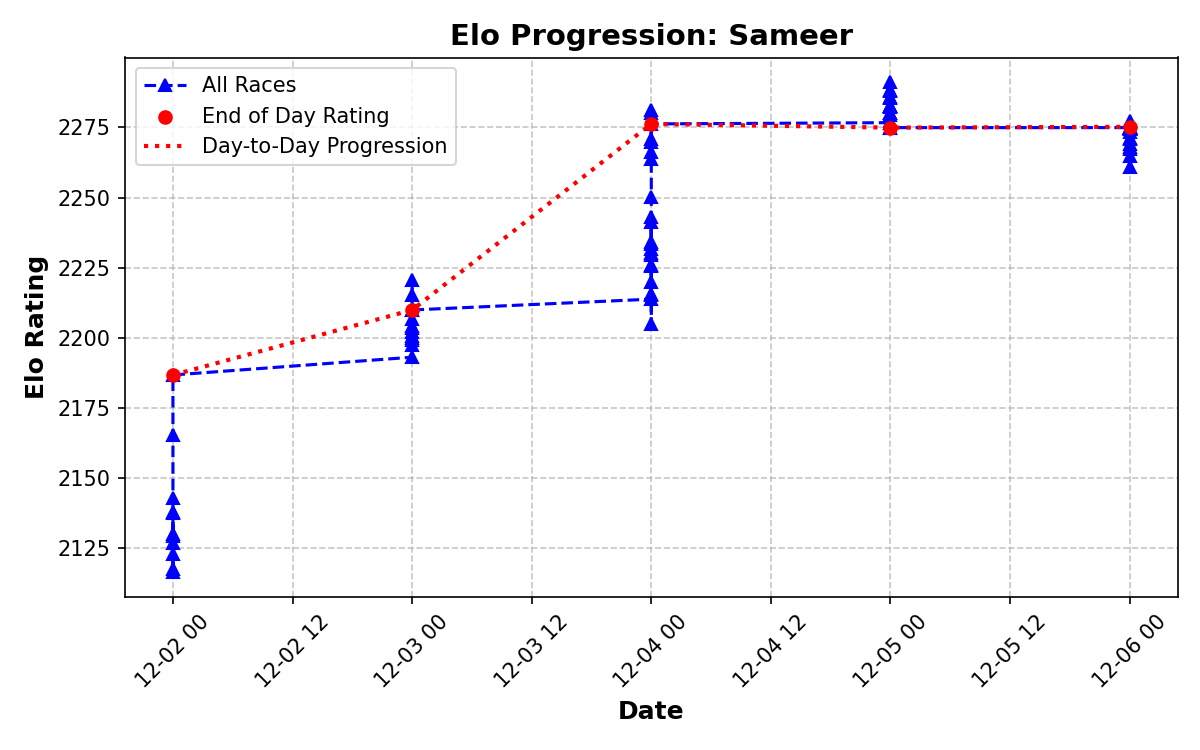 Elo Progression: Sameer
All Races
End of Day Rating
Day-to-Day Progression
Elo Rating
2275
2250
2225
2200
2175
2150
2125
12-02 00
12-02 12
12-03 00
12-03 12
12-04 00
12-04 12
12-05 00
12-05 12
12-06 00
Date